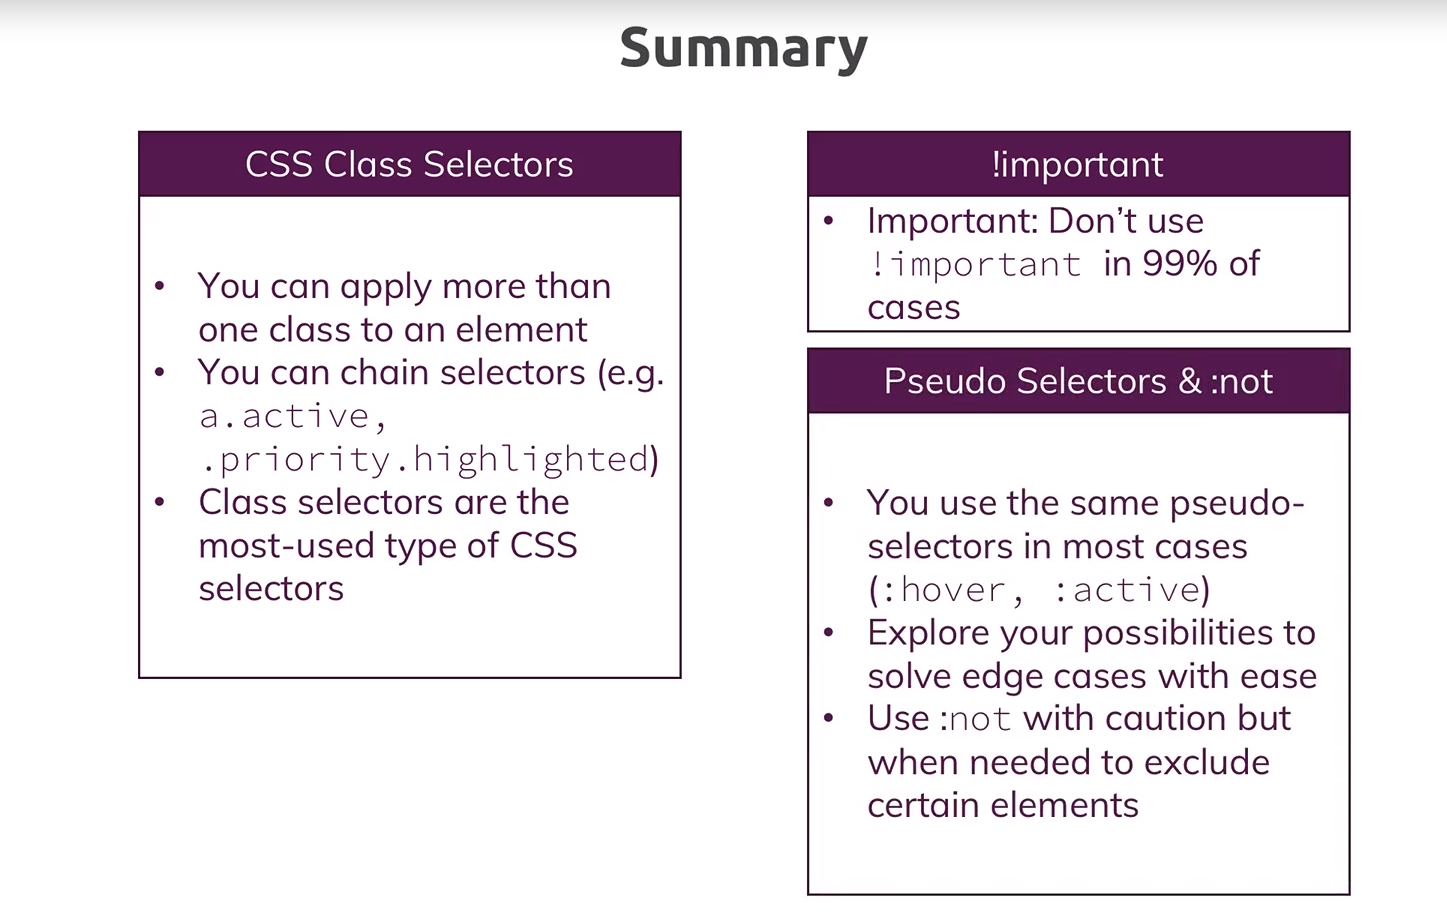 Summary
CSS Class Selectors
• You can apply more than
one class to an element
• You can chain selectors (e.g.
a.active,
.priority.highlighted)
• Class selectors are the
most-used type of CSS
selectors
!important
• Important: Don’t use
!important in 99% of
cases
Pseudo Selectors & :not
• You use the same pseudo-
selectors in most cases
(:hover, :active)
• Explore your possibilities to
solve edge cases with ease
• Use :not with caution but
when needed to exclude
certain elements